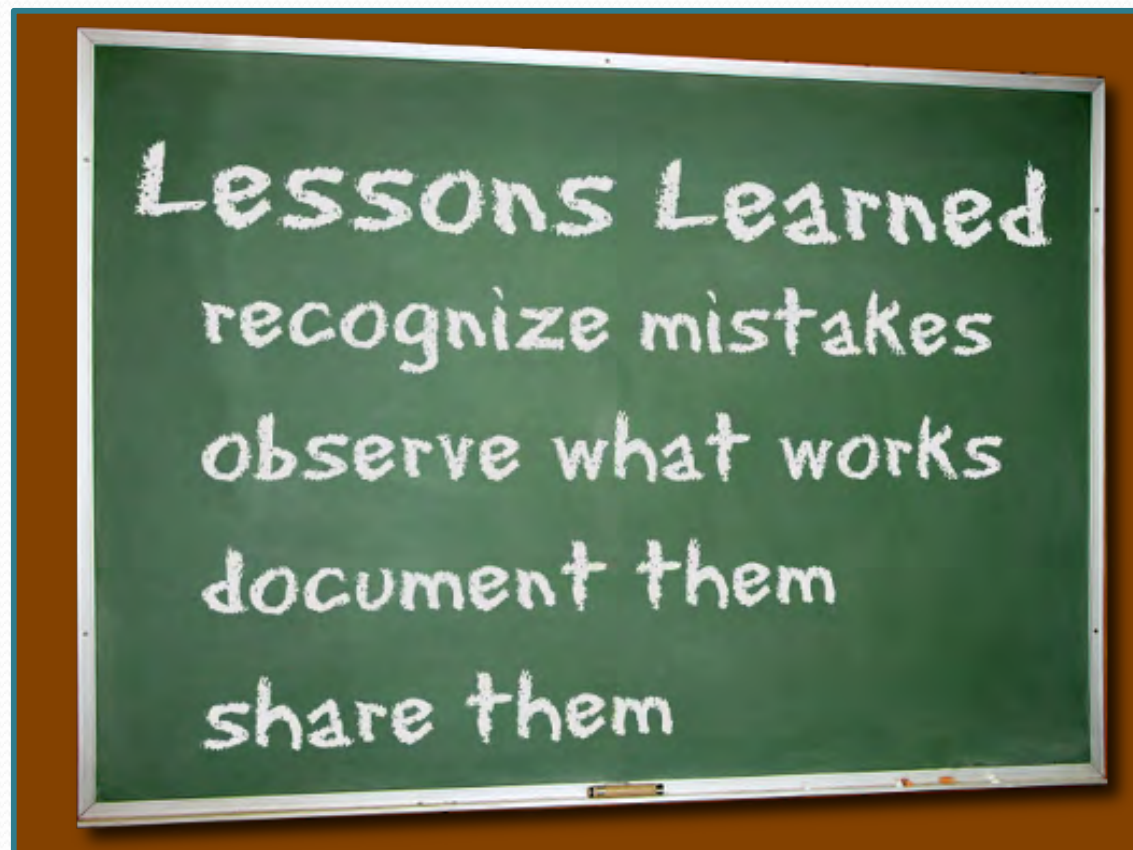 Lessons Learned
recognize mistakes
observe what works
document them
share them